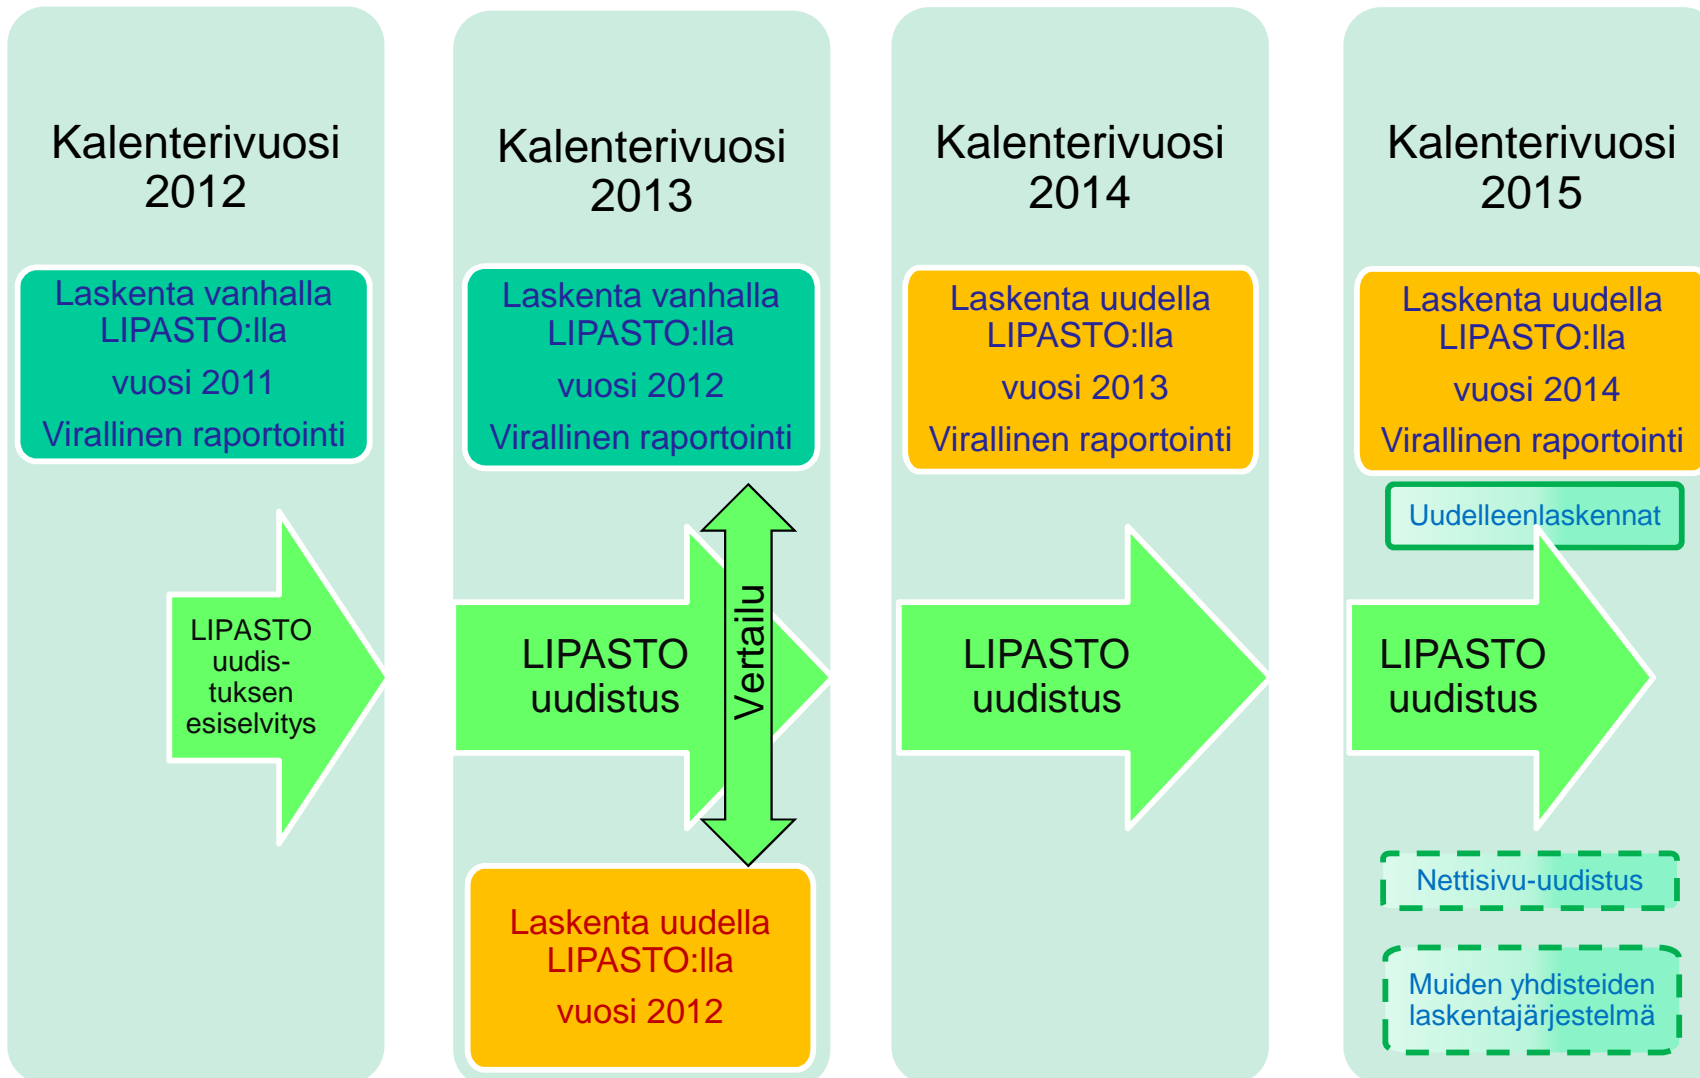 Kalenterivuosi
2012
Laskenta vanhalla
LIPASTO:lla
vuosi 2011
Virallinen raportointi
LIPASTO
uudis-
tuksen
esiselvitys
Kalenterivuosi
2013
Laskenta vanhalla
LIPASTO:lla
vuosi 2012
Virallinen raportointi
LIPASTO
uudistus
Vertailu
Laskenta uudella
LIPASTO:lla
vuosi 2012
Kalenterivuosi
2014
Laskenta uudella
LIPASTO:lla
vuosi 2013
Virallinen raportointi
LIPASTO
uudistus
Kalenterivuosi
2015
Laskenta uudella
LIPASTO:lla
vuosi 2014
Virallinen raportointi
Uudelleenlaskennat
LIPASTO
uudistus
Nettisivu-uudistus
Muiden yhdisteiden
laskentajärjestelmä